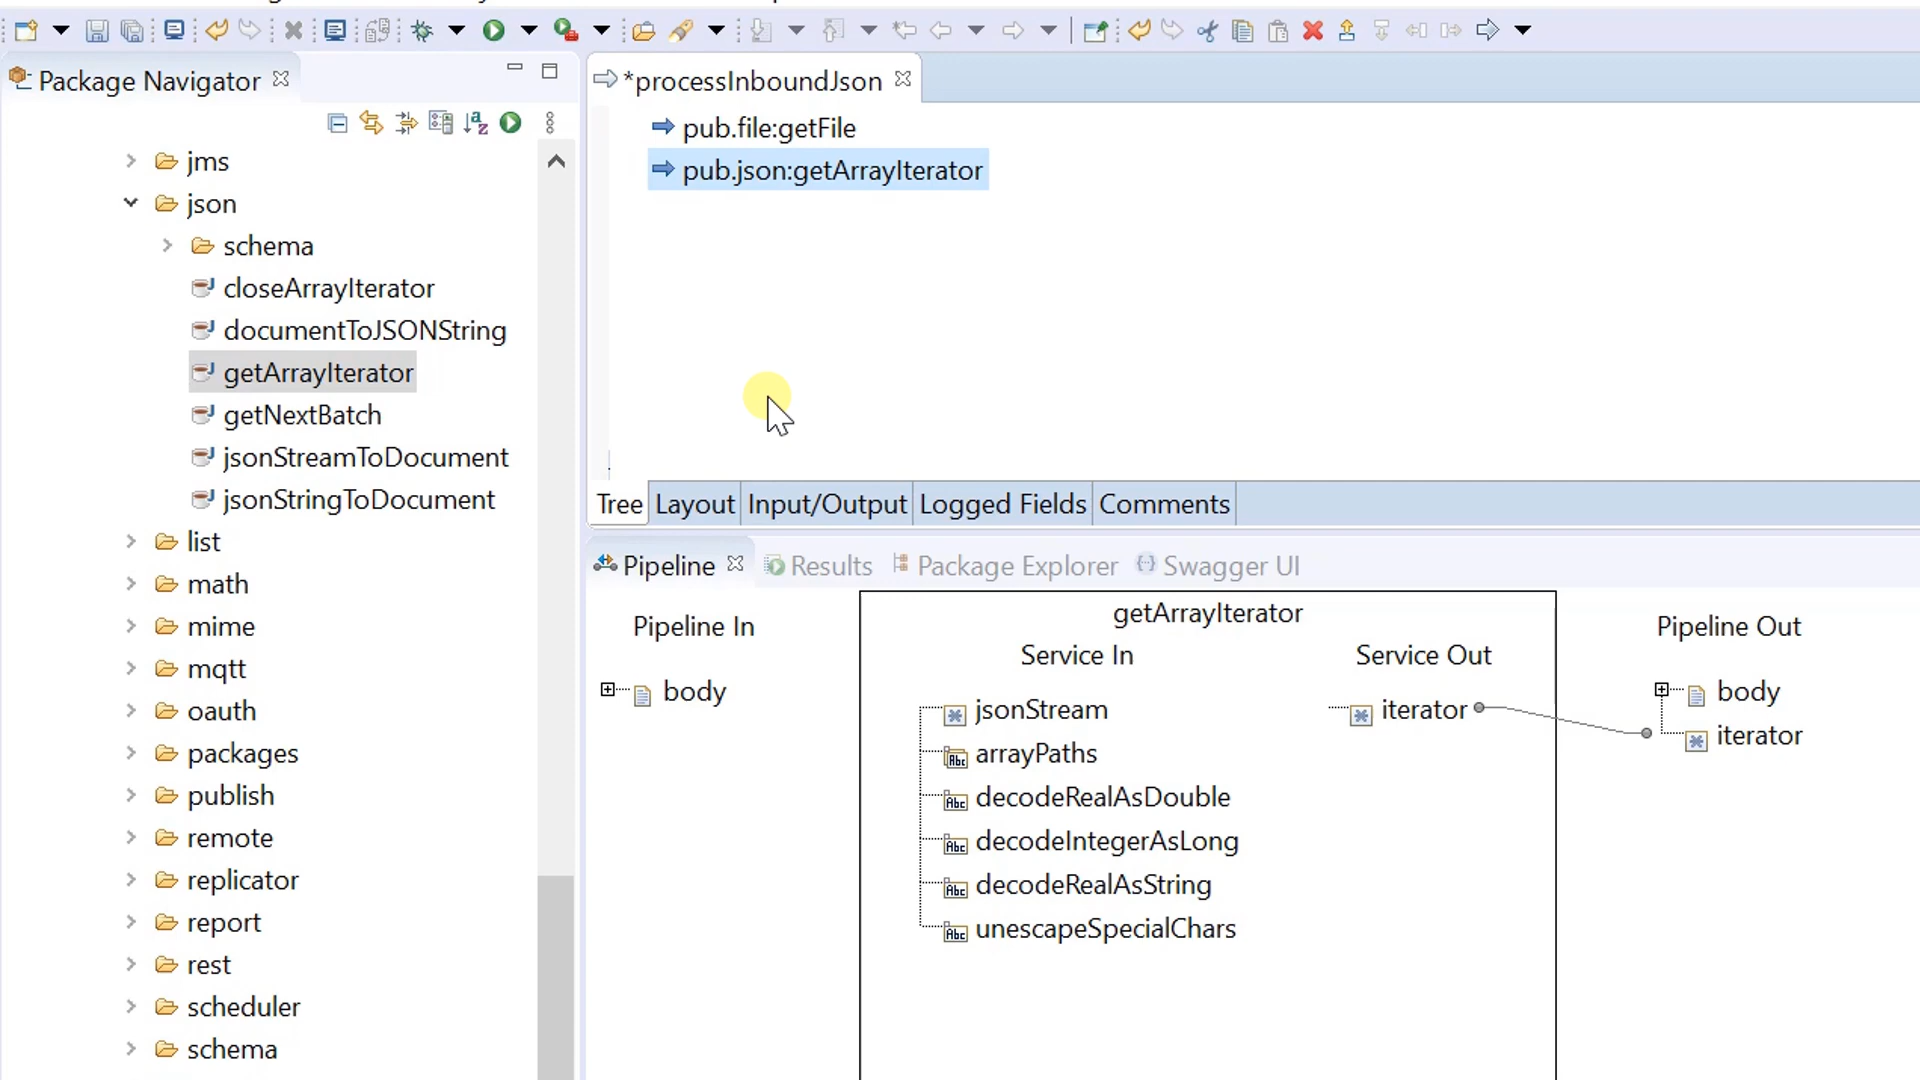 Package Navigator
jms
json
schema
closeArrayIterator
documentToJSONString
getArrayIterator
getNextBatch
jsonStreamToDocument
jsonStringToDocument
list
math
mime
mqtt
oauth
packages
publish
remote
replicator
report
rest
scheduler
schema
*processInboundJson
pub.file:getFile
pub.json:getArrayIterator
Tree Layout Input/Output Logged Fields Comments
Pipeline Results Package Explorer Swagger UI
Pipeline In
body
getArrayIterator
Service In
jsonStream
arrayPaths
decodeRealAsDouble
decodeIntegerAsLong
decodeRealAsString
unescapeSpecialChars
Service Out
iterator
Pipeline Out
body
iterator